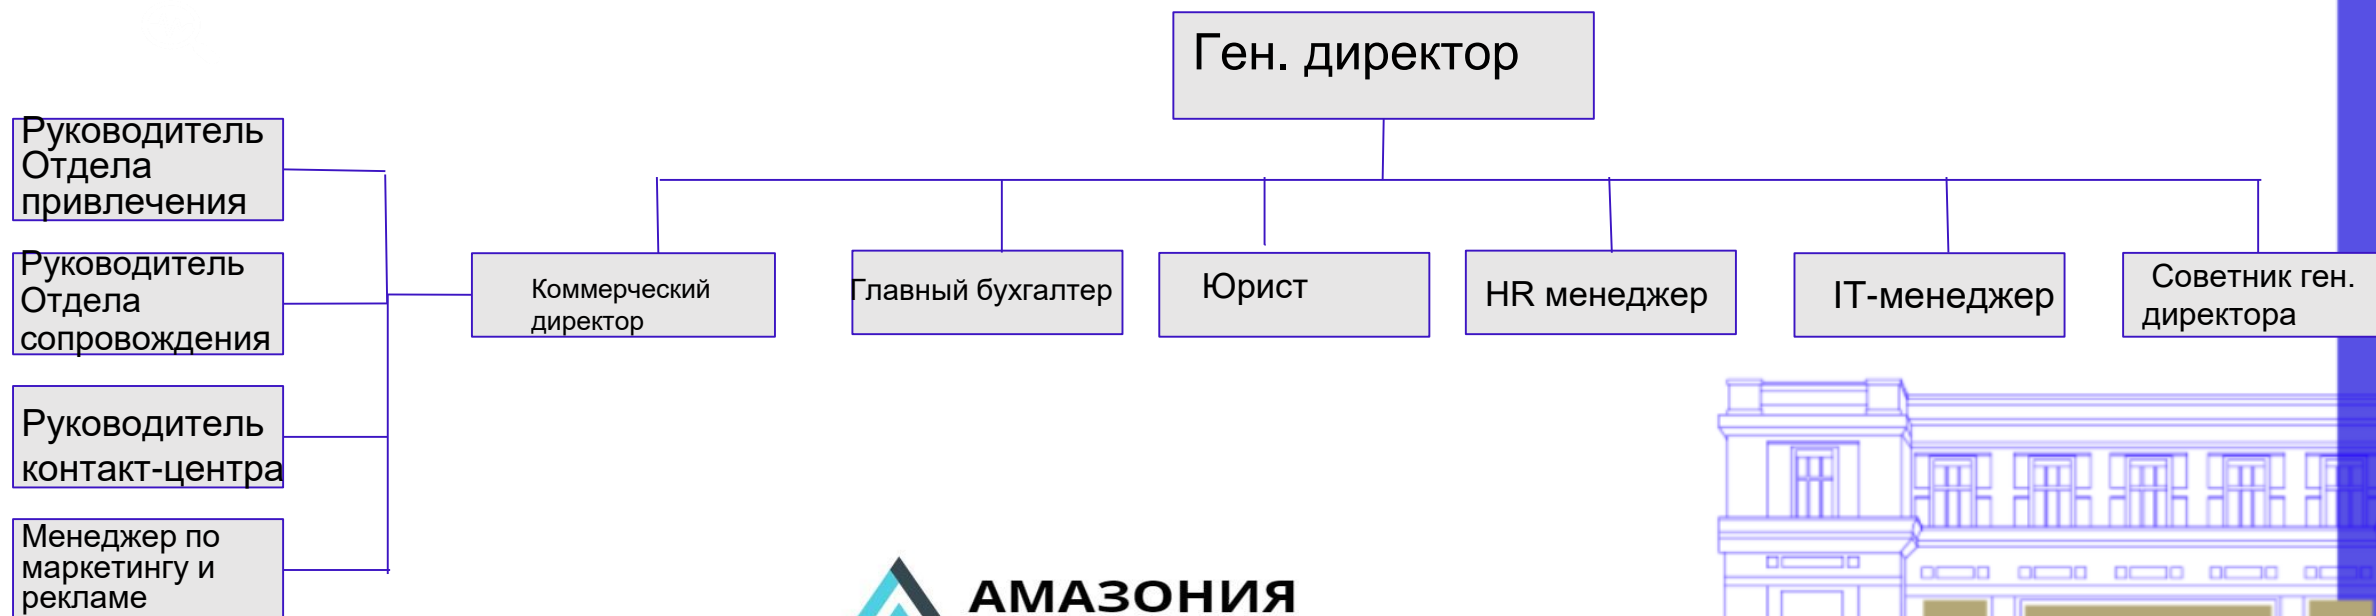 Ген. директор
Руководитель
Отдела
привлечения
Руководитель
Отдела
сопровождения
Руководитель
контакт-центра
Менеджер по
маркетингу и
рекламе
Коммерческий
директор
Главный бухгалтер
Юрист
HR менеджер
IT-менеджер
Советник ген.
директора
АМАЗОНИЯ